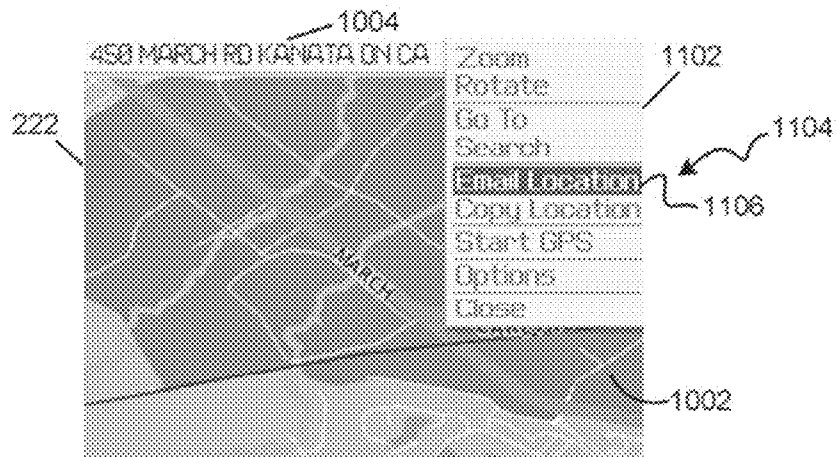 1004
450 MARCH RD KANATA ON CA
Zoom
Rotate
Go To
Search
Email Location
Copy Location
Start GPS
Options
Close
1102
222
1104
1106
MARCH
1002